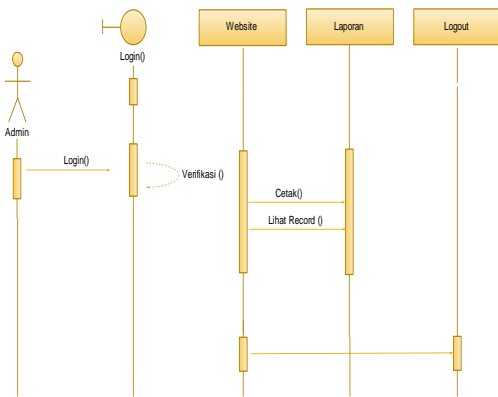 Website
Laporan
Logout
Login()
Admin
Login()
Verifikasi ()
Cetak()
Lihat Record ()